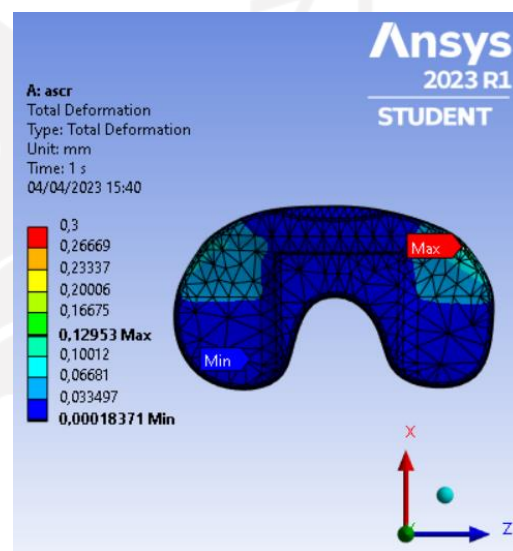 Ansys
2023 R1
STUDENT
A: ascr
Total Deformation
Type: Total Deformation
Unit: mm
Time: 1 s
04/04/2023 15:40
0,3
0,26669
0,23337
0,20006
0,16675
0,12953 Max
0,10012
0,06681
0,033497
0,00018371 Min
Max
Min
X
Z